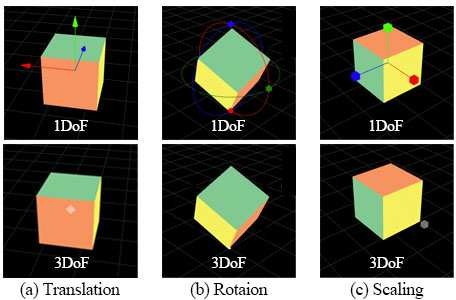 1DoF 1DoF 1DoF
3DoF 3DoF 3DoF
(a) Translation (b) Rotaion (c) Scaling